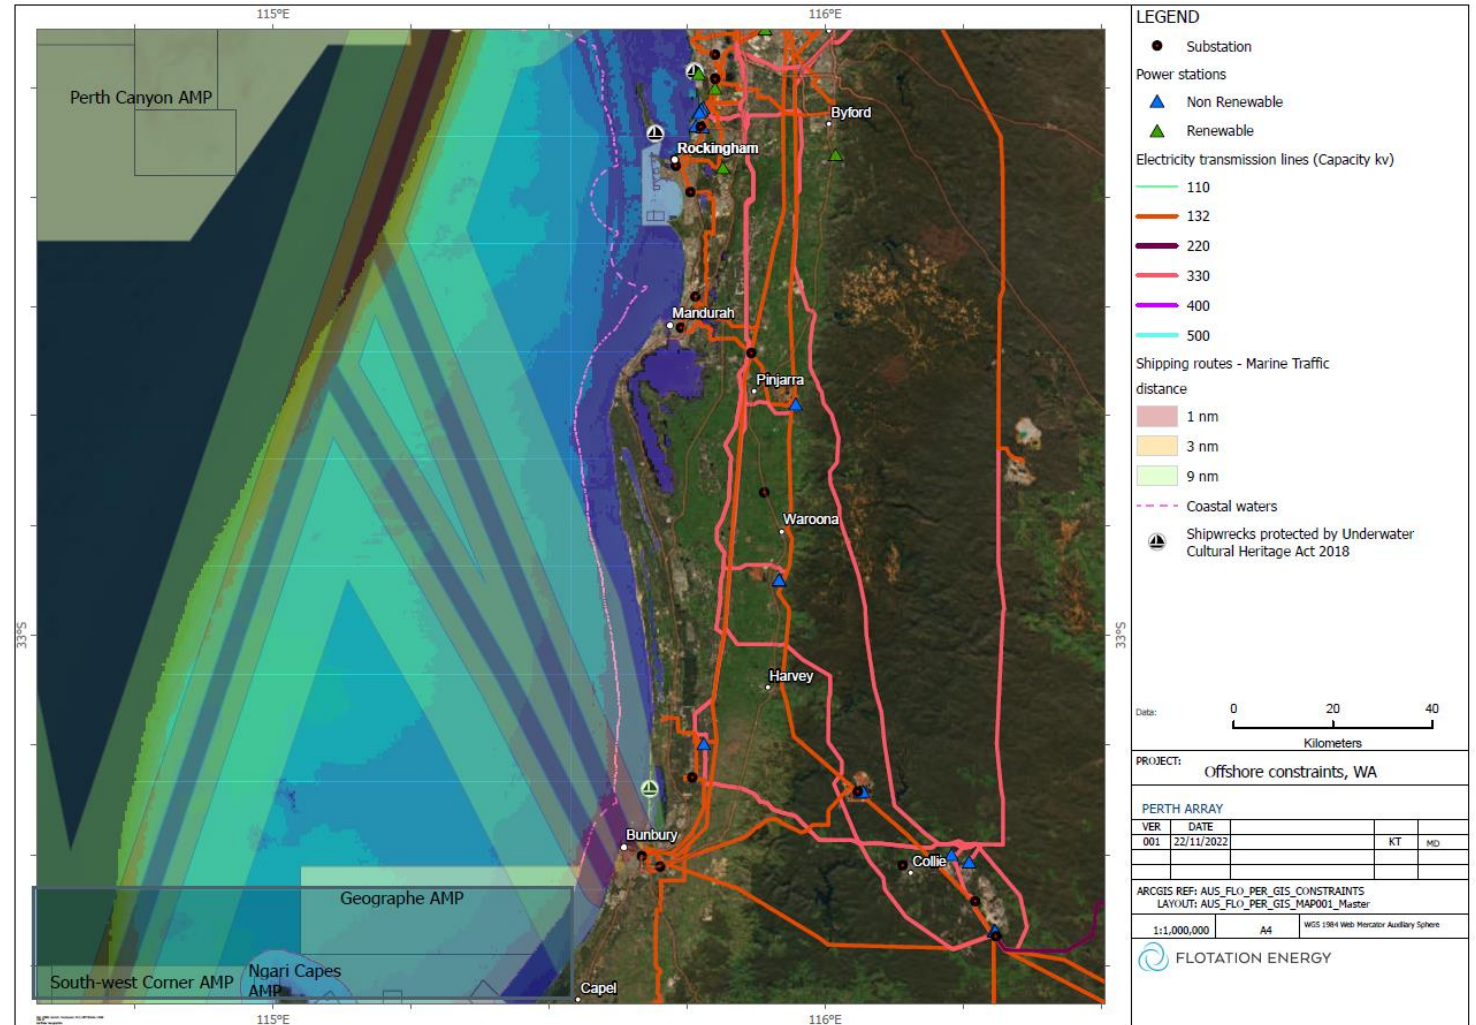 115°E
116°E
Perth Canyon AMP
Byford
Rockingham
Mandurah
Pinjarra
Waroona
33°S
33°S
Harvey
Bunbury
Collie
Geographe AMP
South-west Corner AMP
Ngari Capes
AMP
Capel
115°E
116°E
LEGEND
Substation
Power stations
Non Renewable
Renewable
Electricity transmission lines (Capacity kv)
110
132
220
330
400
500
Shipping routes - Marine Traffic
distance
1 nm
3 nm
9 nm
Coastal waters
Shipwrecks protected by Underwater
Cultural Heritage Act 2018
Data:
0 20 40
Kilometers
PROJECT:
Offshore constraints, WA
PERTH ARRAY
VER DATE
001 22/11/2022 KT MD
ARCGIS REF: AUS_FLO_PER_GIS_CONSTRAINTS
LAYOUT: AUS_FLO_PER_GIS_MAP001_Master
1:1,000,000 A4 WGS 1984 Web Mercator Auxiliary Sphere
FLOTATION ENERGY